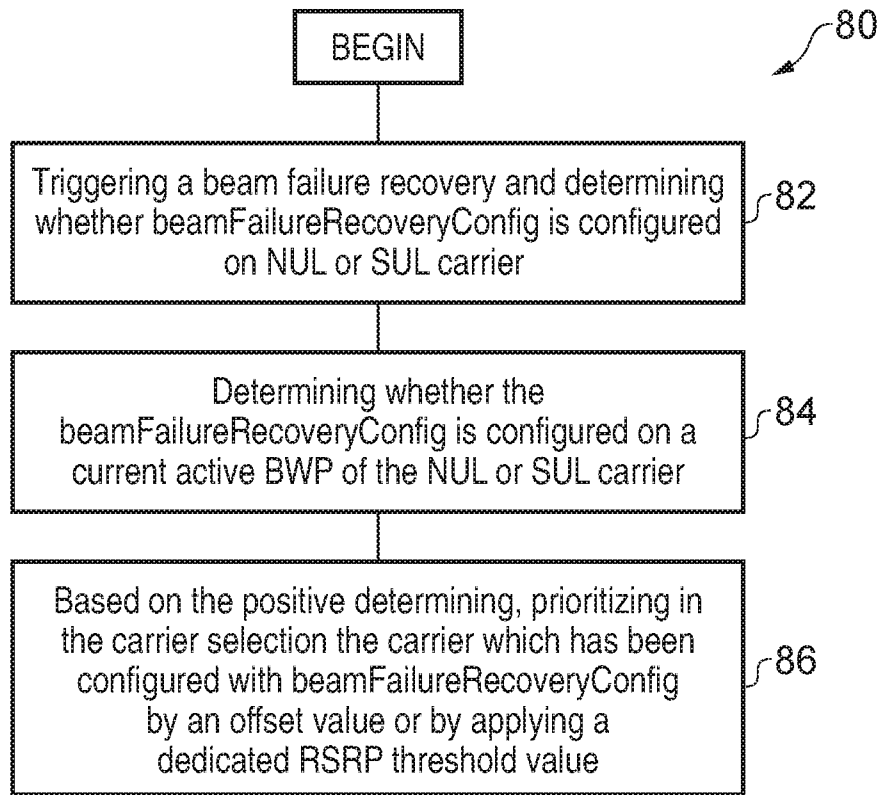 BEGIN
80
Triggering a beam failure recovery and determining
whether beamFailureRecoveryConfig is configured
on NUL or SUL carrier
82
Determining whether the
beamFailureRecoveryConfig is configured on a
current active BWP of the NUL or SUL carrier
84
Based on the positive determining, prioritizing in
the carrier selection the carrier which has been
configured with beamFailureRecoveryConfig
by an offset value or by applying a
dedicated RSRP threshold value
86